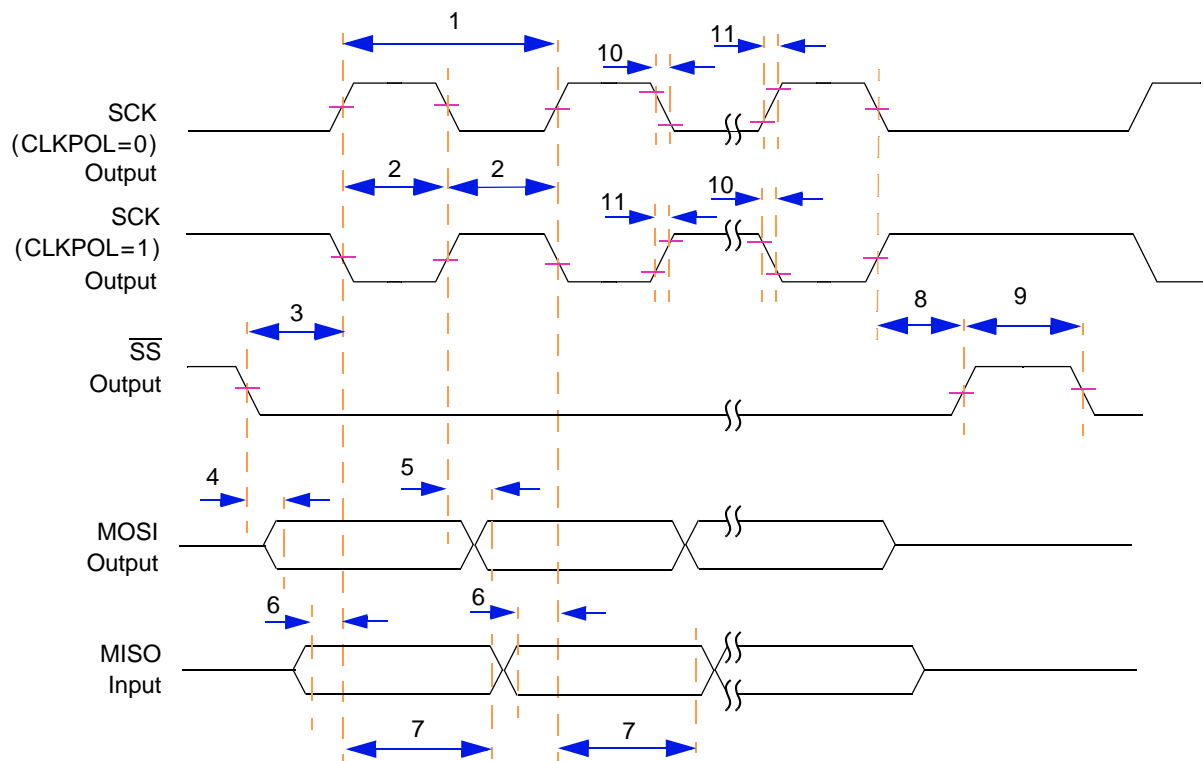 1
10
11
SCK
(CLKPOL=0)
Output
2
2
SCK
(CLKPOL=1)
Output
11
10
3
8
9
SS
Output
4
5
MOSI
Output
6
6
MISO
Input
7
7